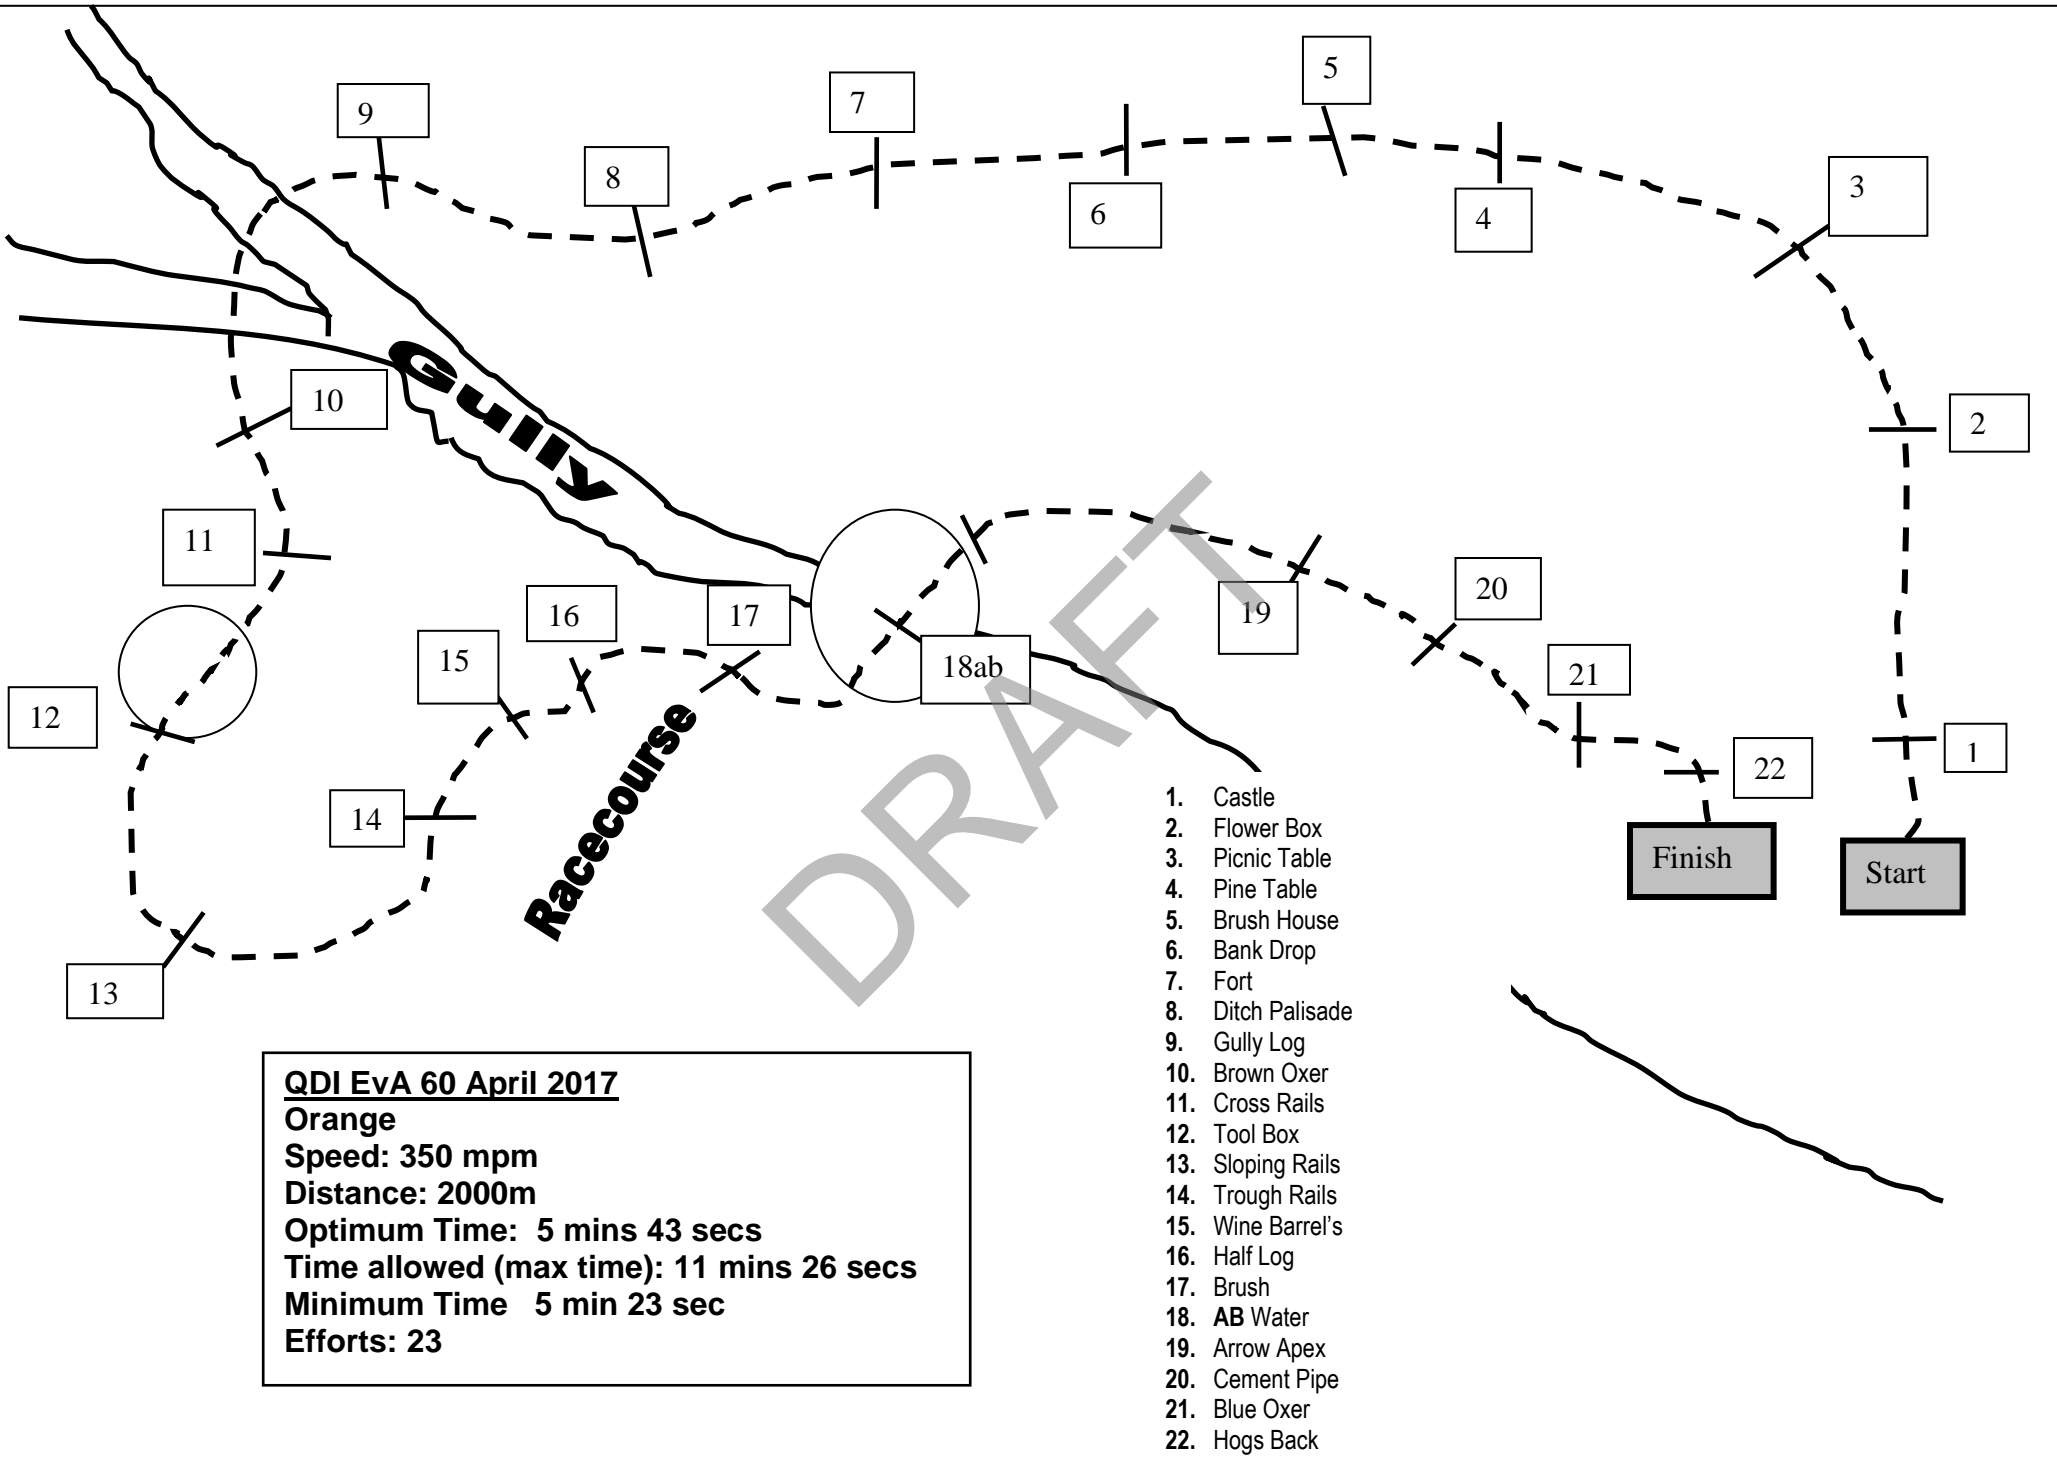 5
9
7
8
3
6
4
Gully
10
2
11
20
19
16
17
18ab
15
21
12
1
22
14
Racecourse
DRAFT
Finish
Start
13
1. Castle
2. Flower Box
3. Picnic Table
4. Pine Table
5. Brush House
6. Bank Drop
7. Fort
8. Ditch Palisade
9. Gully Log
10. Brown Oxer
11. Cross Rails
12. Tool Box
13. Sloping Rails
14. Trough Rails
15. Wine Barrel’s
16. Half Log
17. Brush
18. AB Water
19. Arrow Apex
20. Cement Pipe
21. Blue Oxer
22. Hogs Back
QDI EvA 60 April 2017
Orange
Speed: 350 mpm
Distance: 2000m
Optimum Time:  5 mins 43 secs
Time allowed (max time): 11 mins 26 secs
Minimum Time   5 min 23 sec
Efforts: 23